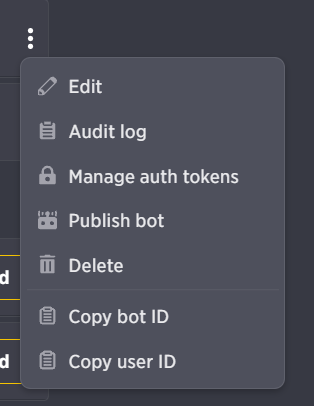 Edit
Audit log
Manage auth tokens
Publish bot
Delete
d
Copy bot ID
Copy user ID
d